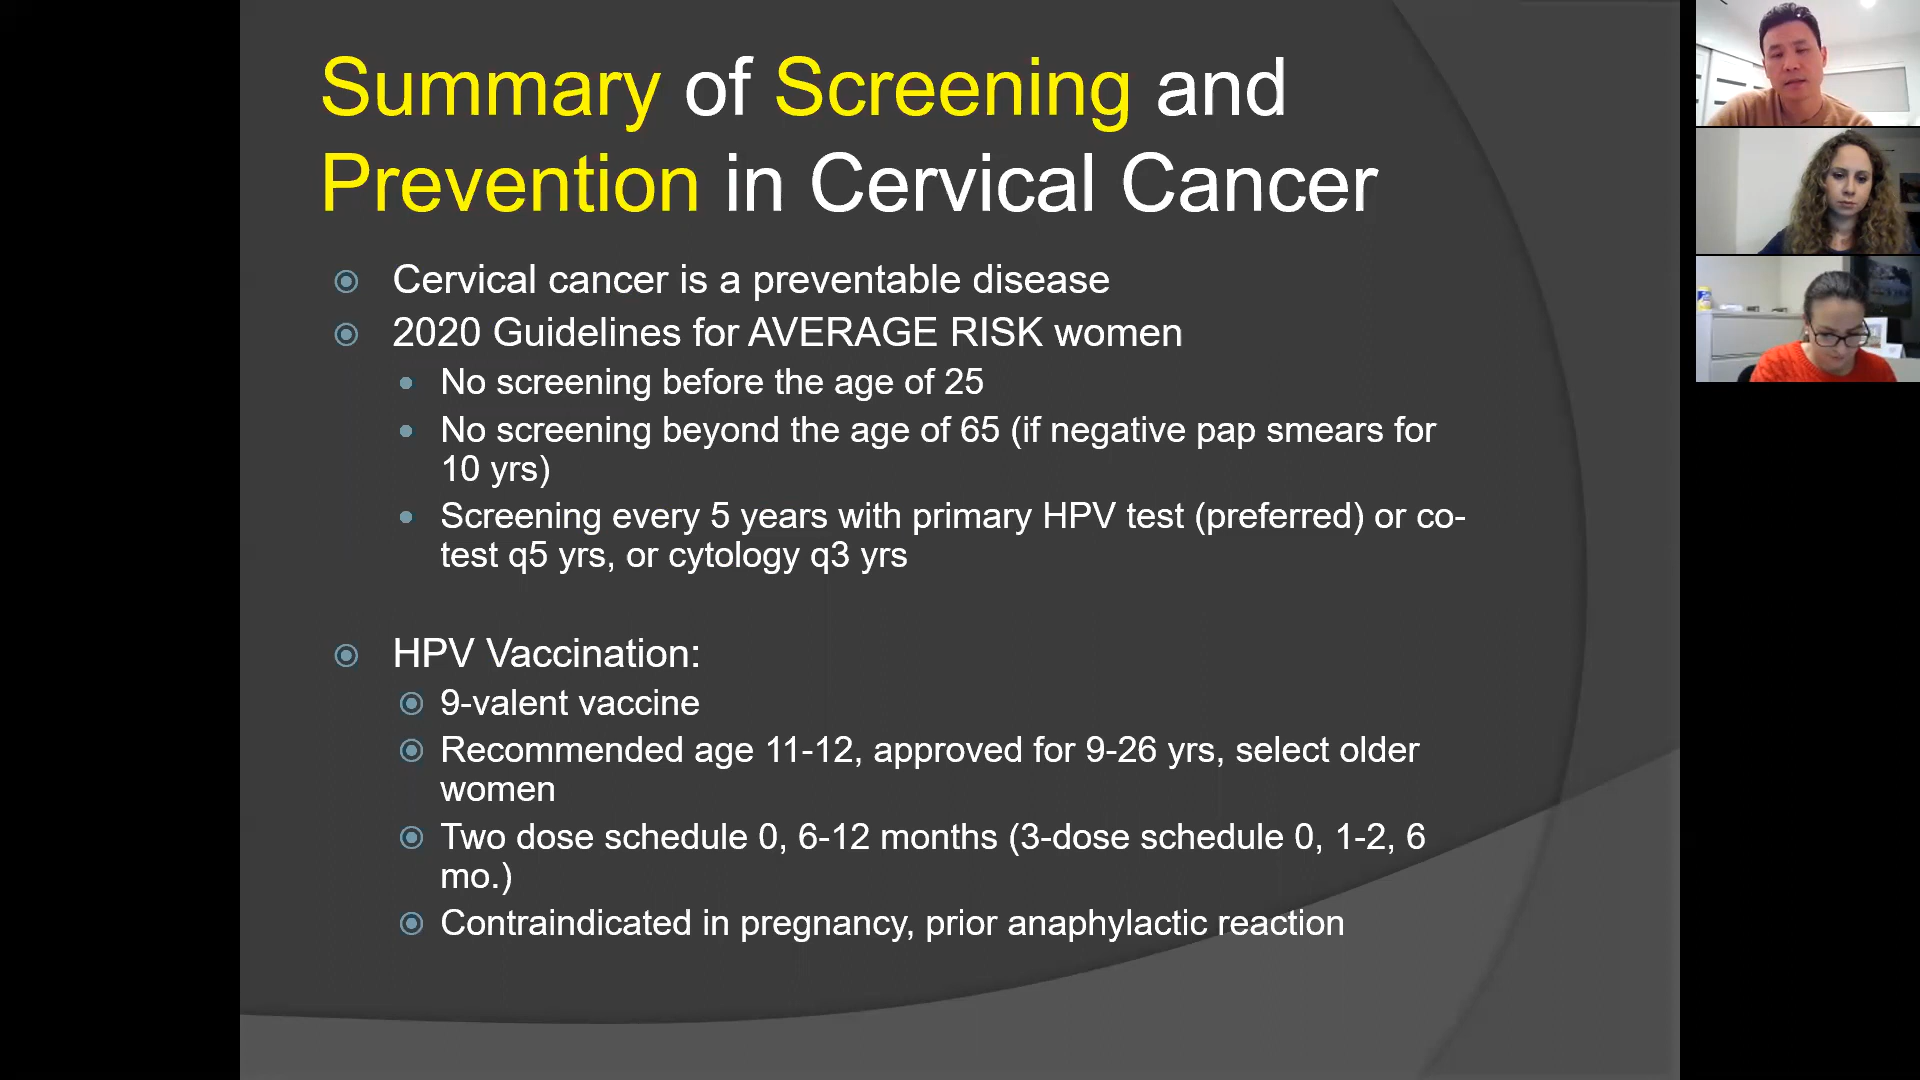 Summary of Screening and
Prevention in Cervical Cancer
Cervical cancer is a preventable disease
2020 Guidelines for AVERAGE RISK women
No screening before the age of 25
No screening beyond the age of 65 (if negative pap smears for
10 yrs)
Screening every 5 years with primary HPV test (preferred) or co-
test q5 yrs, or cytology q3 yrs
HPV Vaccination:
9-valent vaccine
Recommended age 11-12, approved for 9-26 yrs, select older
women
Two dose schedule 0, 6-12 months (3-dose schedule 0, 1-2, 6
mo.)
Contraindicated in pregnancy, prior anaphylactic reaction